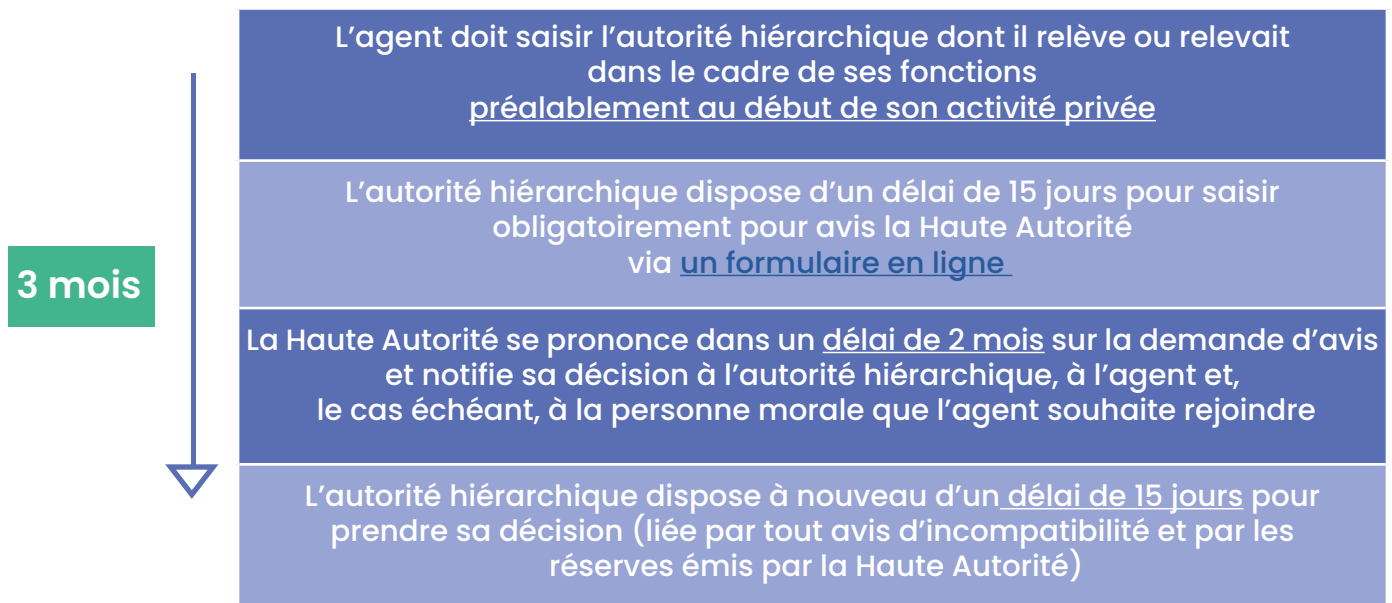 L’agent doit saisir l’autorité hiérarchique dont il relève ou relevait
dans le cadre de ses fonctions
préalablement au début de son activité privée
L’autorité hiérarchique dispose d’un délai de 15 jours pour saisir
obligatoirement pour avis la Haute Autorité
via un formulaire en ligne
3 mois
La Haute Autorité se prononce dans un délai de 2 mois sur la demande d’avis
et notifie sa décision à l’autorité hiérarchique, à l’agent et,
le cas échéant, à la personne morale que l’agent souhaite rejoindre
L’autorité hiérarchique dispose à nouveau d’un délai de 15 jours pour
prendre sa décision (liée par tout avis d’incompatibilité et par les
réserves émis par la Haute Autorité)